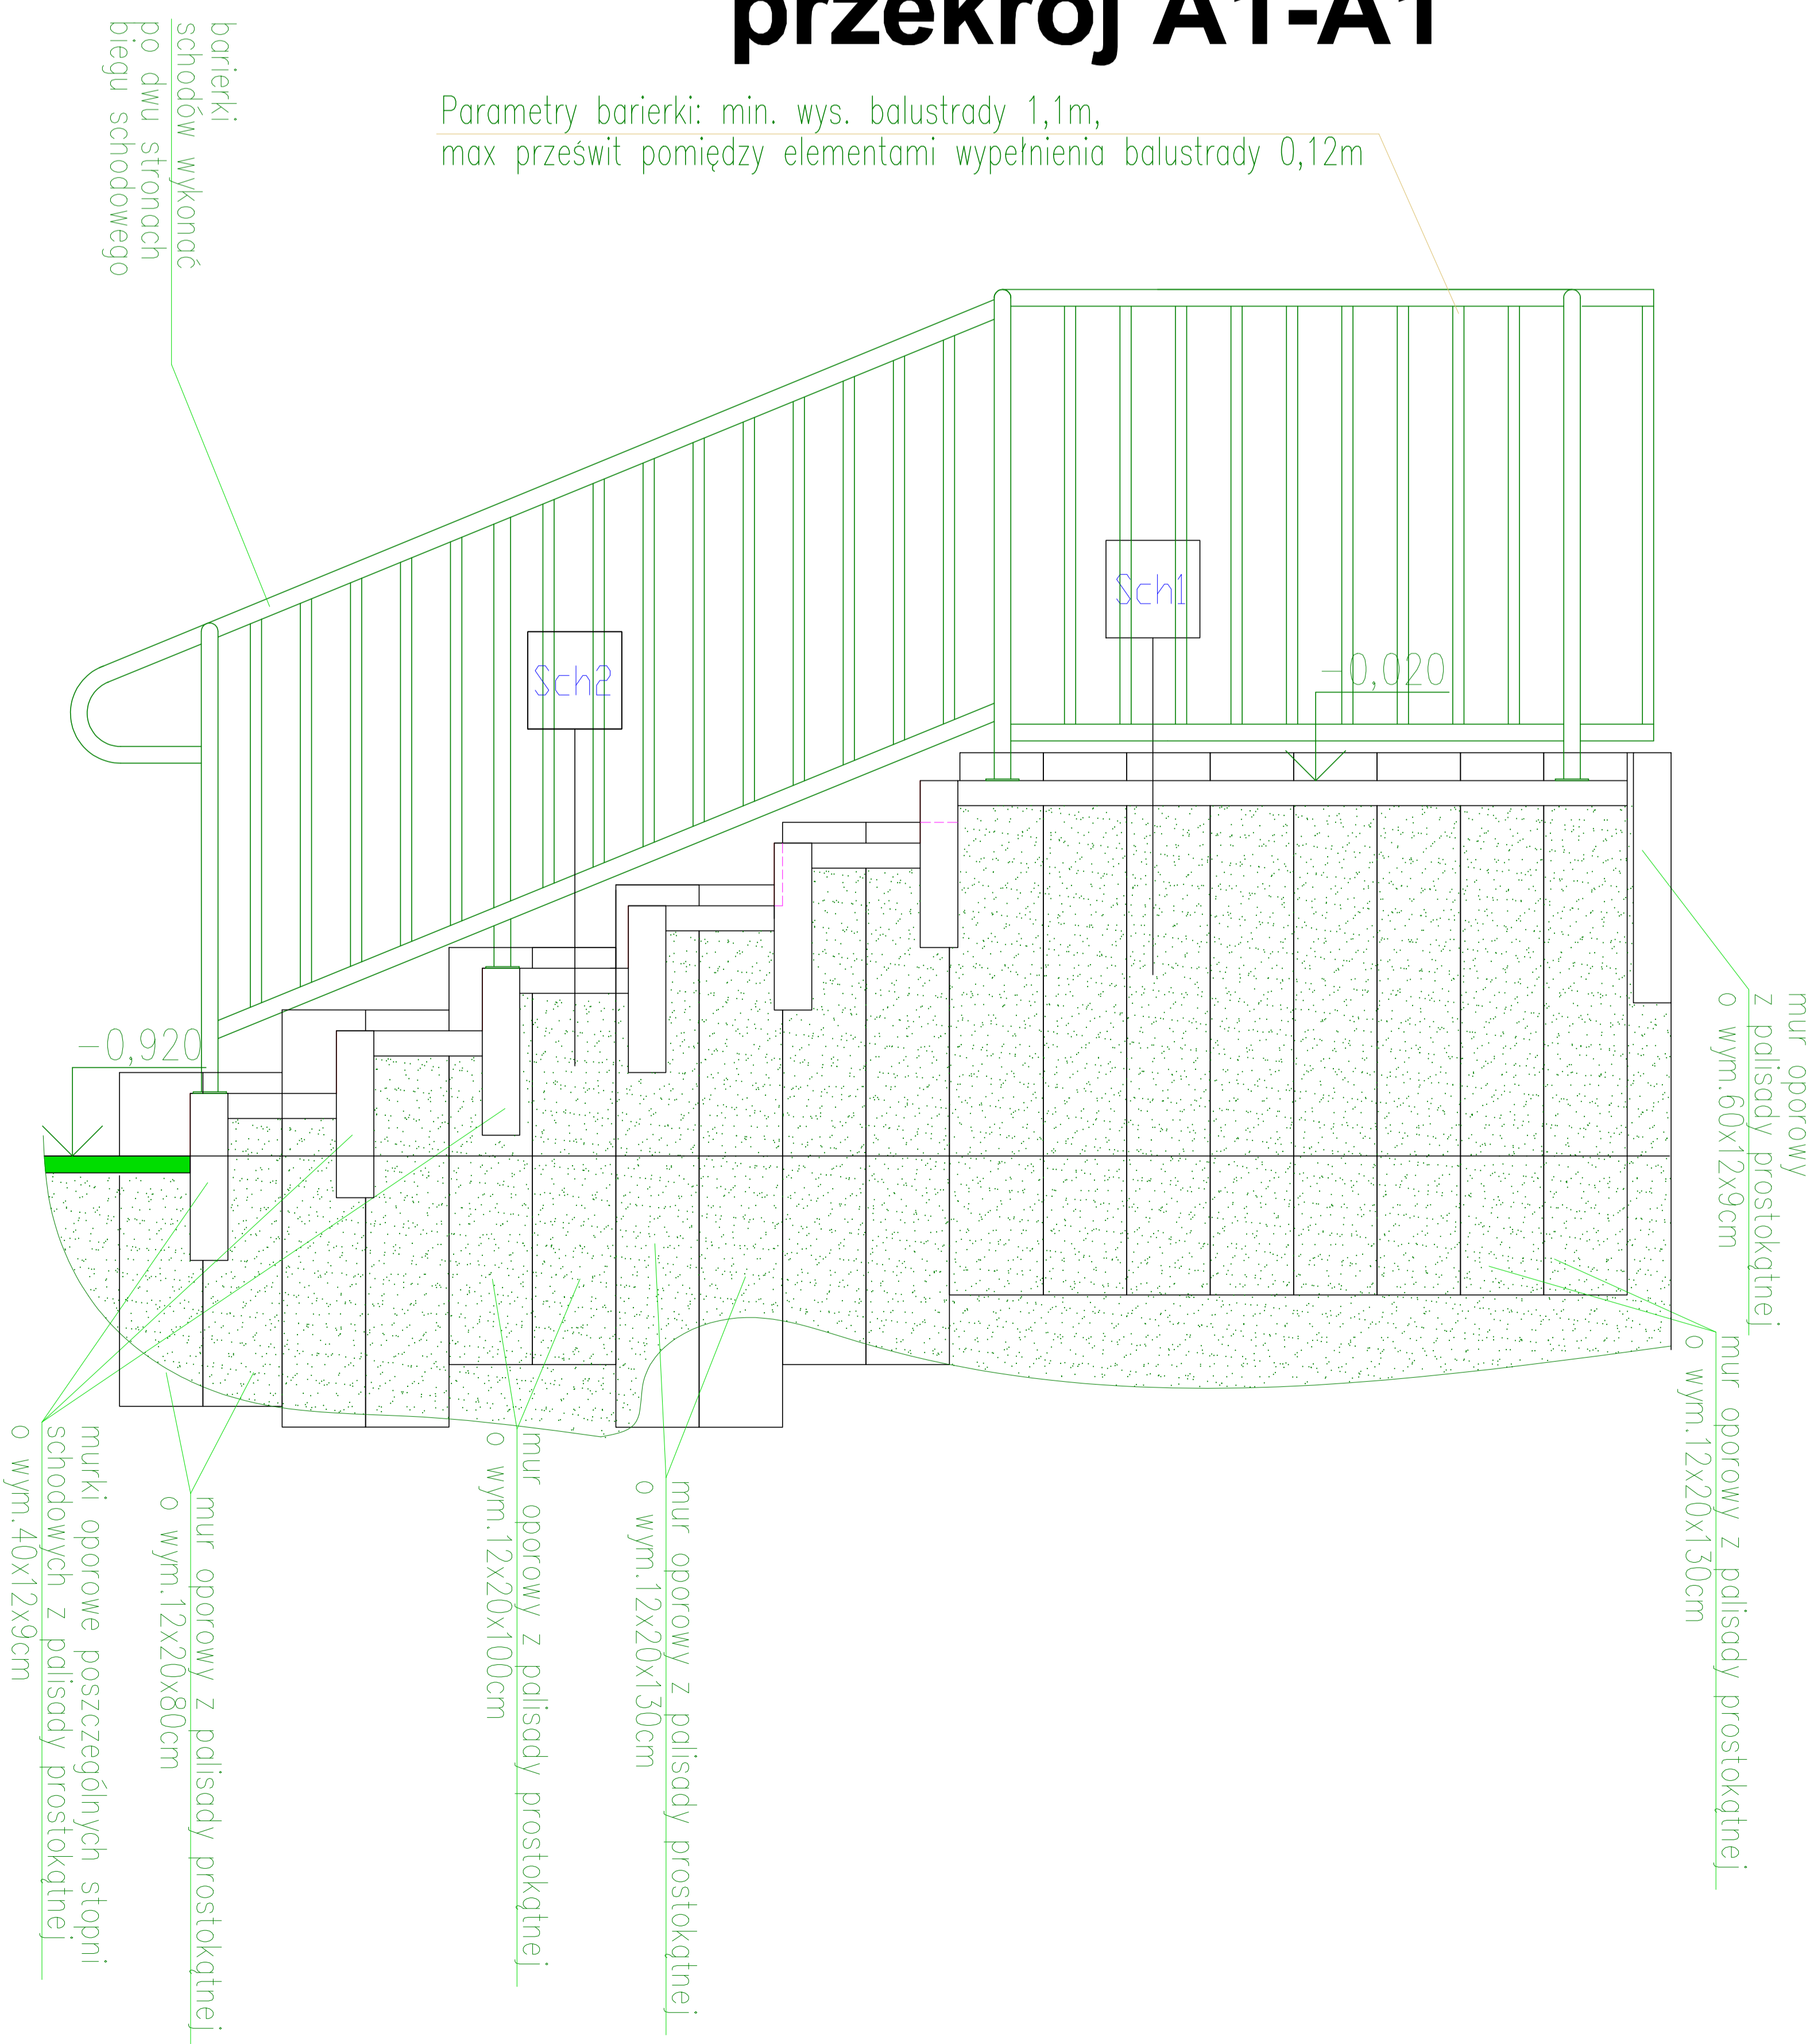 przekrój A1-A1
Parametry barierki: min. wys. balustrady 1,1m,
max prześwit pomiędzy elementami wypełnienia balustrady 0,12m
barierki
schodów wykonać
po dwu stronach
biegu schodowego
Sch1
Sch2
-0,020
-0,920
mur oporowy
z palisady prostokątnej
o wym.60x12x9cm
mur oporowy z palisady prostokątnej
o wym.12x20x130cm
mur oporowy z palisady prostokątnej
o wym.12x20x130cm
mur oporowy z palisady prostokątnej
o wym.12x20x100cm
mur oporowy z palisady prostokątnej
o wym.12x20x80cm
murki oporowe poszczególnych stopni
schodowych z palisady prostokątnej
o wym.40x12x9cm